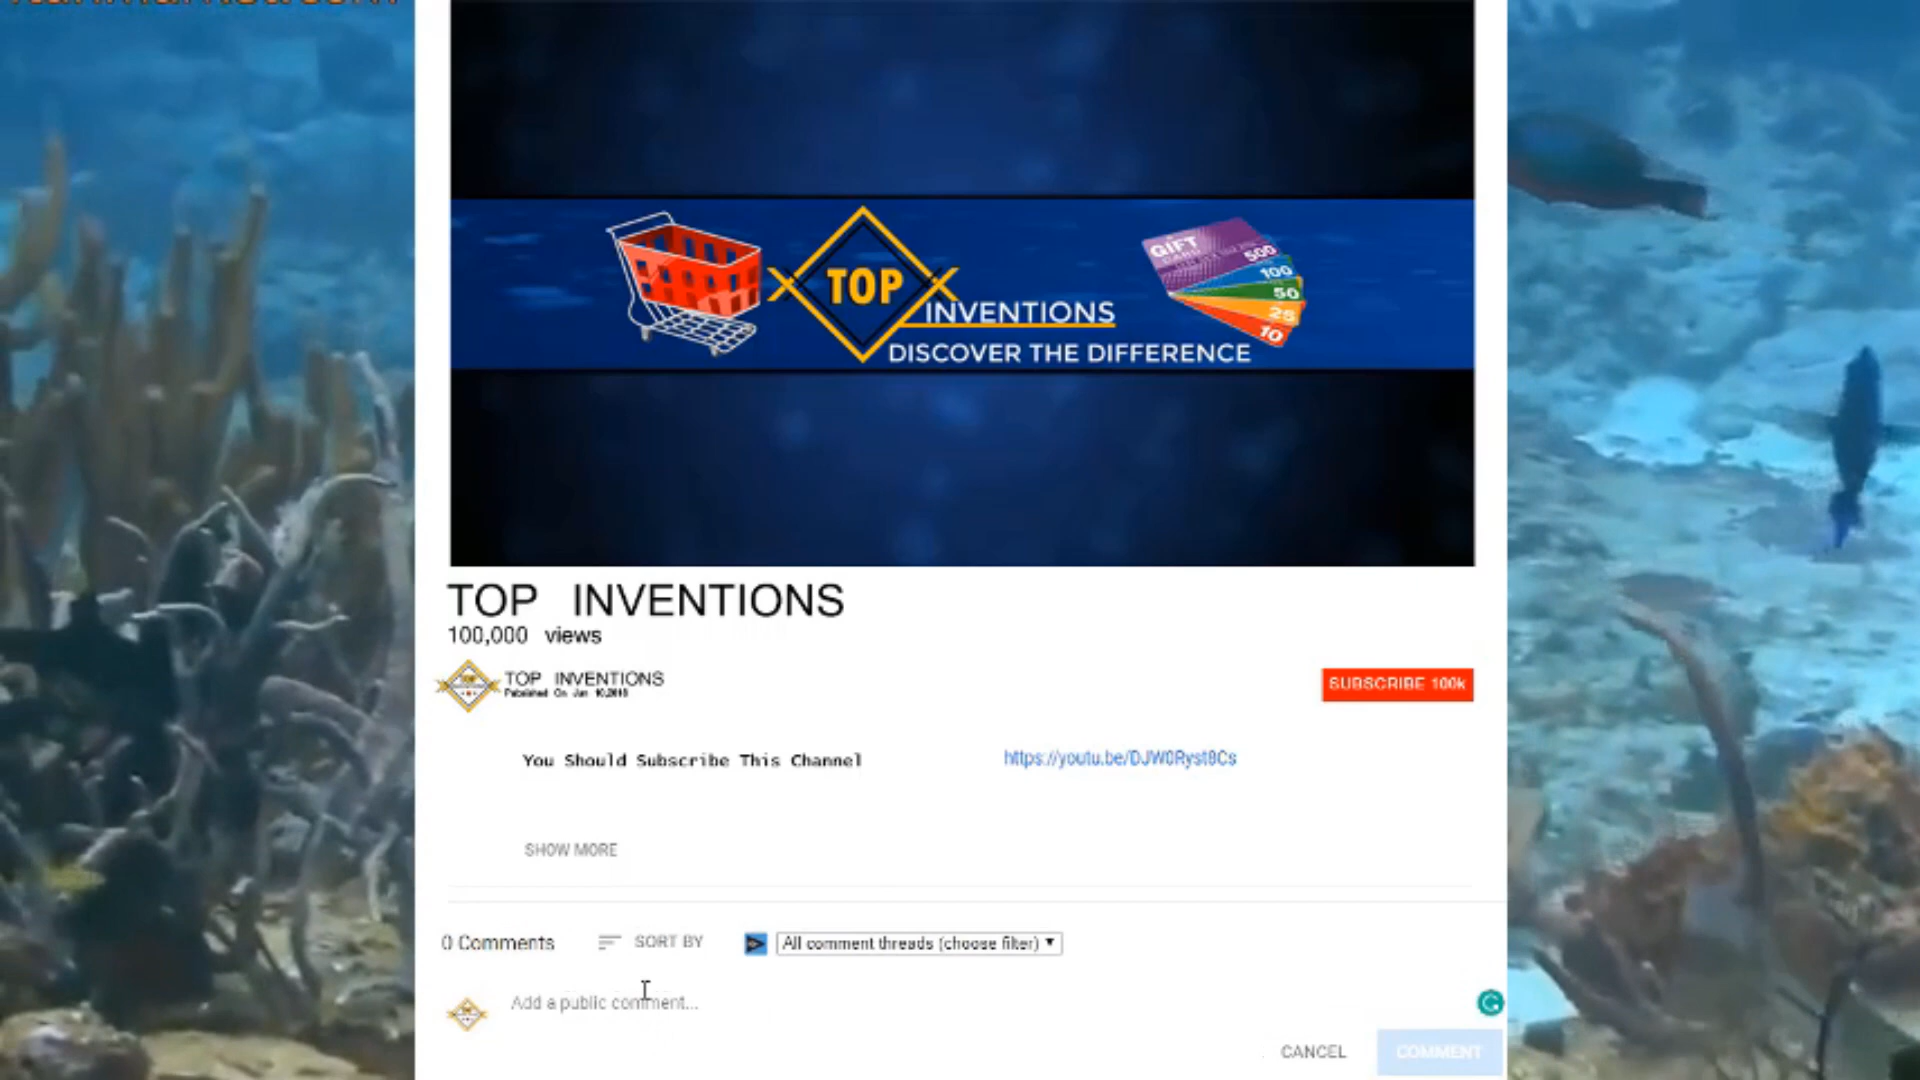 GIFT
CARD
500
100
50
25
10
TOP
INVENTIONS
DISCOVER THE DIFFERENCE
TOP INVENTIONS
100,000 views
TOP INVENTIONS
SUBSCRIBE 100k
You Should Subscribe This Channel
https://youtu.be/DJW0Ryst8Cs
SHOW MORE
0 Comments
SORT BY
All comment threads (choose filter)
Add a public comment...
CANCEL
COMMENT